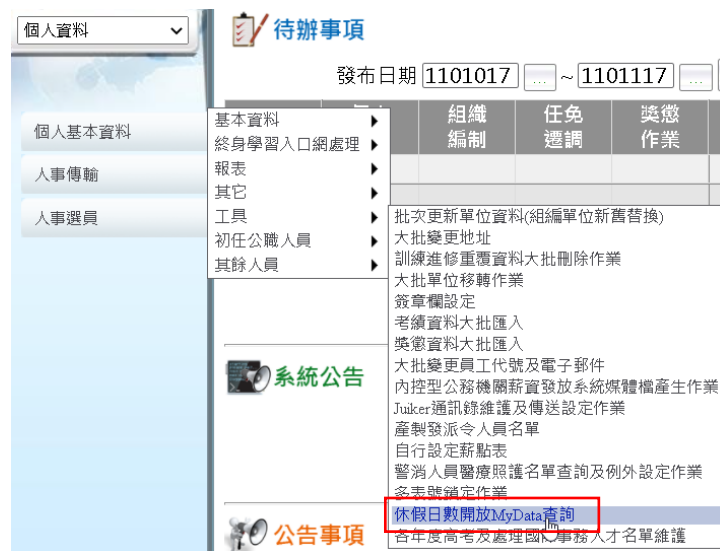 個人資料
待辦事項
發布日期 1101017 ... ~ 1101117 ...
組織編制
任免遷調
獎懲作業
個人基本資料
人事傳輸
人事選員
基本資料
終身學習入口網處理
報表
其它
工具
初任公職人員
其餘人員
批次更新單位資料(組編單位新舊替換)
大批變更地址
訓練進修重覆資料大批刪除作業
大批單位移轉作業
簽章欄設定
考績資料大批匯入
獎懲資料大批匯入
大批變更員工代號及電子郵件
內控型公務機關薪資發放系統媒體檔產生作業
Juiker通訊錄維護及傳送設定作業
產製發派令人員名單
自行設定薪點表
警消人員醫療照護名單查詢及例外設定作業
多表號鎖定作業
休假日數開放MyData查詢
各年度高考及處理國際事務人才名單維護
系統公告
公告事項